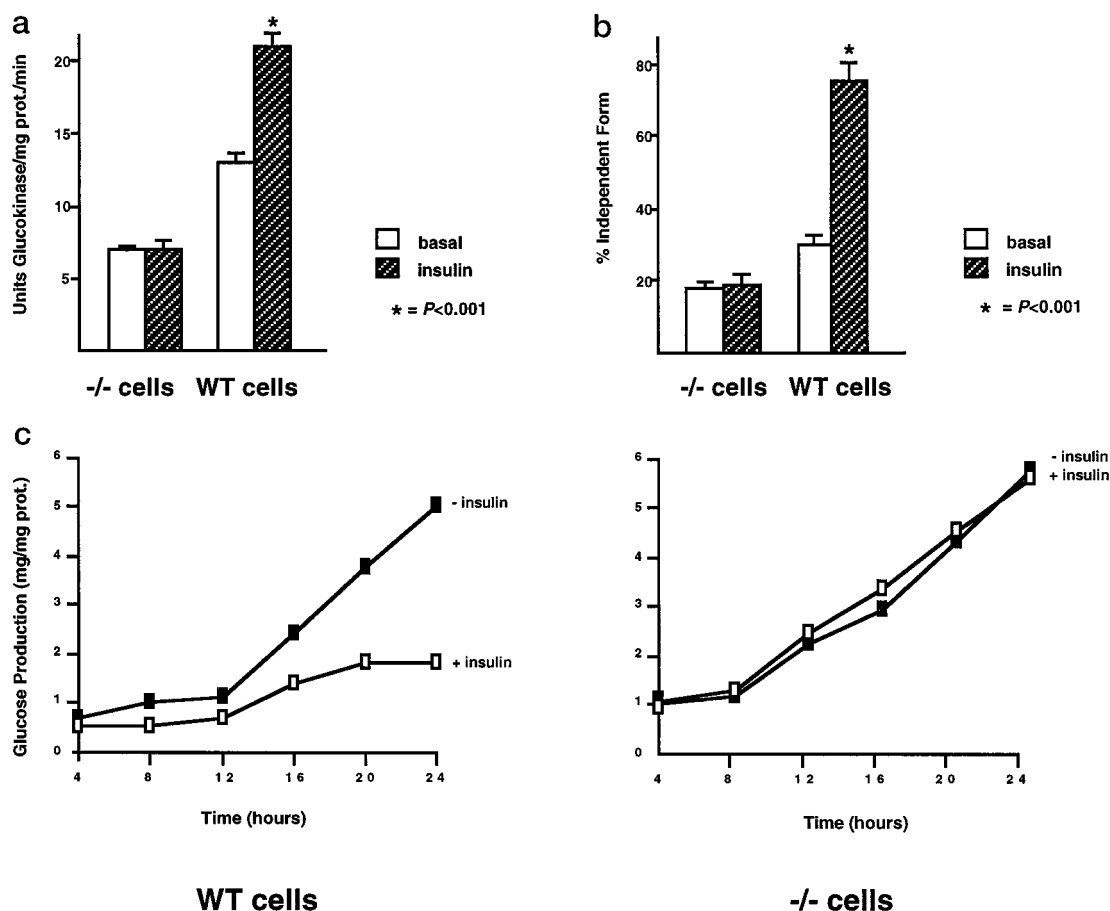 a
Units Glucokinase/mg prot./min
20
15
10
5
*
basal
insulin
* = P<0.001
-/- cells WT cells
b
% Independent Form
80
60
40
20
*
basal
insulin
* = P<0.001
-/- cells WT cells
c
Glucose Production (mg/mg prot.)
6
5
4
3
2
1
0
- insulin
+ insulin
4 8 12 16 20 24
Time (hours)
WT cells
6
5
4
3
2
1
0
- insulin
+ insulin
4 8 12 16 20 24
Time (hours)
-/- cells